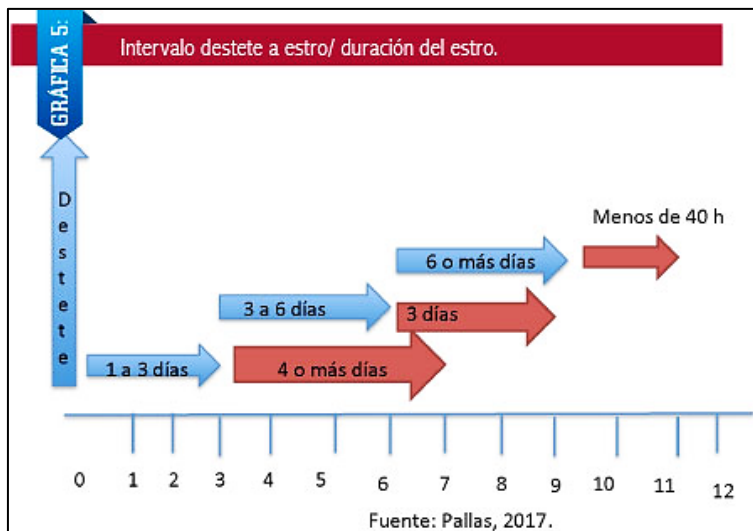 GRÁFICA 5:
Intervalo destete a estro/ duración del estro.
Destete
Menos de 40 h
6 o más días
3 a 6 días
3 días
1 a 3 días
4 o más días
0 1 2 3 4 5 6 7 8 9 10 11 12
Fuente: Pallas, 2017.